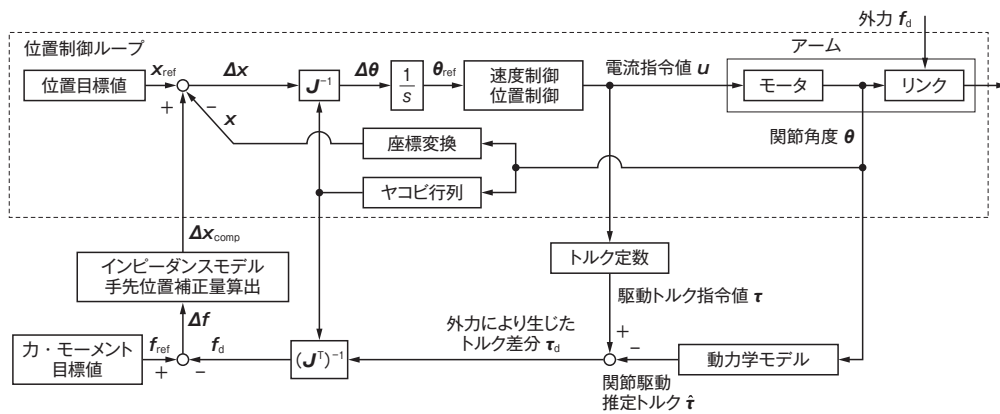 外力 f_d
位置制御ループ
アーム
位置目標値
x_ref
Δx
J⁻¹
Δθ
1/s
θ_ref
速度制御
位置制御
電流指令値 u
モータ
リンク
+
−
x
座標変換
関節角度 θ
ヤコビ行列
Δx_comp
トルク定数
インピーダンスモデル
手先位置補正量算出
駆動トルク指令値 τ
Δf
外力により生じた
トルク差分 τ_d
+
−
力・モーメント
目標値
f_ref
f_d
(Jᵀ)⁻¹
動力学モデル
+
−
関節駆動
推定トルク τ̂